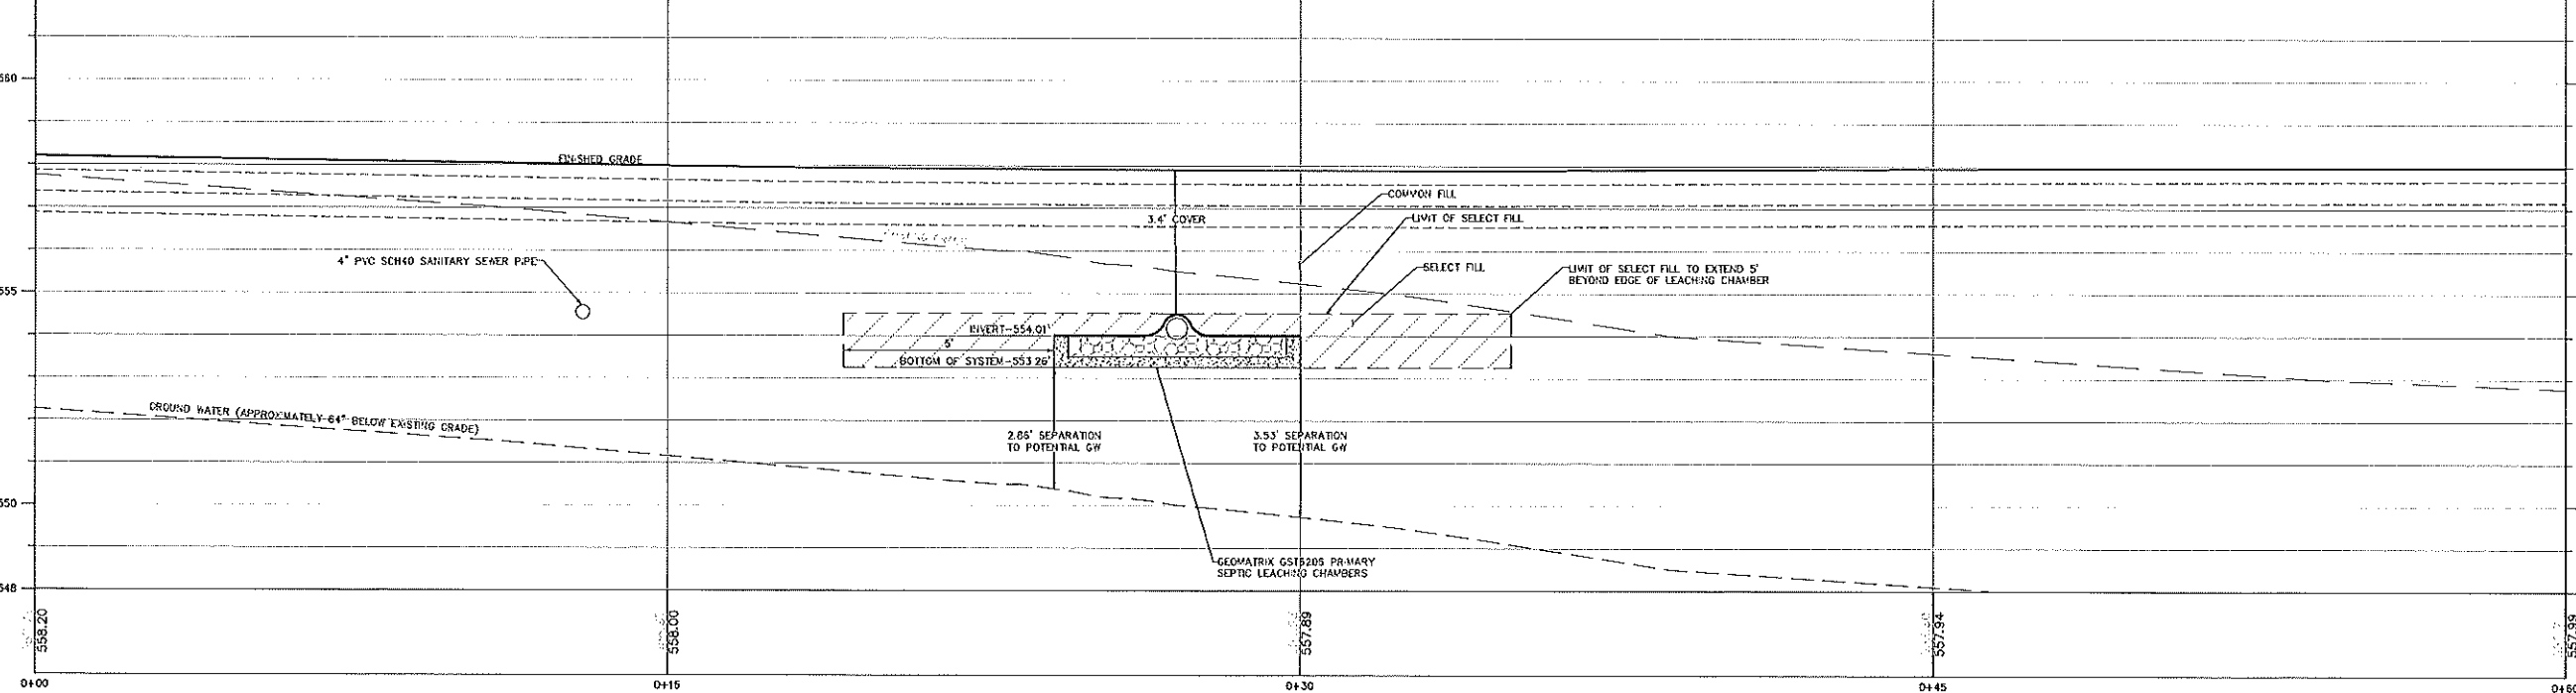 560
FINISHED GRADE
COMMON FILL
3.4' COVER
LIMIT OF SELECT FILL
4" PVC SCH40 SANITARY SEWER PIPE
SELECT FILL
LIMIT OF SELECT FILL TO EXTEND 5'
BEYOND EDGE OF LEACHING CHAMBER
555
INVERT=554.01'
5'
BOTTOM OF SYSTEM=553.26'
GROUND WATER (APPROXIMATELY 64" BELOW EXISTING GRADE)
2.86' SEPARATION
TO POTENTIAL GW
3.53' SEPARATION
TO POTENTIAL GW
550
GEOMATRIX GST6206 PRIMARY
SEPTIC LEACHING CHAMBERS
548
558.20
558.00
557.89
557.94
557.99
0+00
0+15
0+30
0+45
0+60